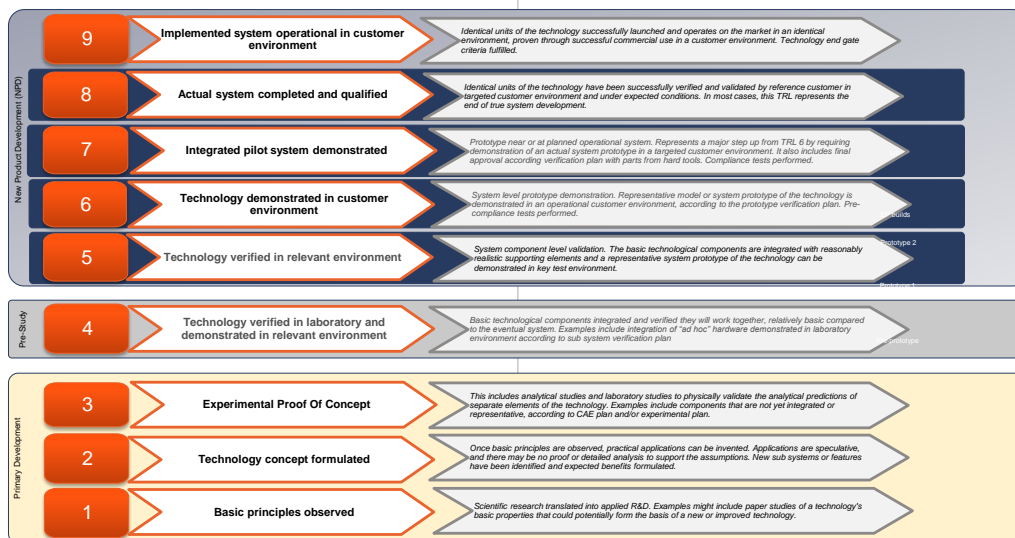 New Product Development (NPD)
9
Implemented system operational in customer
environment
Identical units of the technology successfully launched and operates on the market in an identical
environment, proven through successful commercial use in a customer environment. Technology end gate
criteria fulfilled.
8
Actual system completed and qualified
Identical units of the technology have been successfully verified and validated by reference customer in
targeted customer environment and under expected conditions. In most cases, this TRL represents the
end of true system development.
7
Integrated pilot system demonstrated
Prototype near or at planned operational system. Represents a major step up from TRL 6 by requiring
demonstration of an actual system prototype in a targeted customer environment. It also includes final
approval according verification plan with parts from hard tools. Compliance tests performed.
6
Technology demonstrated in customer
environment
System level prototype demonstration. Representative model or system prototype of the technology is
demonstrated in an operational customer environment, according to the prototype verification plan. Pre-
compliance tests performed.
builds
5
Technology verified in relevant environment
System component level validation. The basic technological components are integrated with reasonably
realistic supporting elements and a representative system prototype of the technology can be
demonstrated in key test environment.
Prototype 2
Prototype 1
Pre-Study
4
Technology verified in laboratory and
demonstrated in relevant environment
Basic technological components integrated and verified they will work together, relatively basic compared
to the eventual system. Examples include integration of “ad hoc” hardware demonstrated in laboratory
environment according to sub system verification plan
prototype
Primary Development
3
Experimental Proof Of Concept
This includes analytical studies and laboratory studies to physically validate the analytical predictions of
separate elements of the technology. Examples include components that are not yet integrated or
representative, according to CAE plan and/or experimental plan.
2
Technology concept formulated
Once basic principles are observed, practical applications can be invented. Applications are speculative,
and there may be no proof or detailed analysis to support the assumptions. New sub systems or features
have been identified and expected benefits formulated.
1
Basic principles observed
Scientific research translated into applied R&D. Examples might include paper studies of a technology's
basic properties that could potentially form the basis of a new or improved technology.